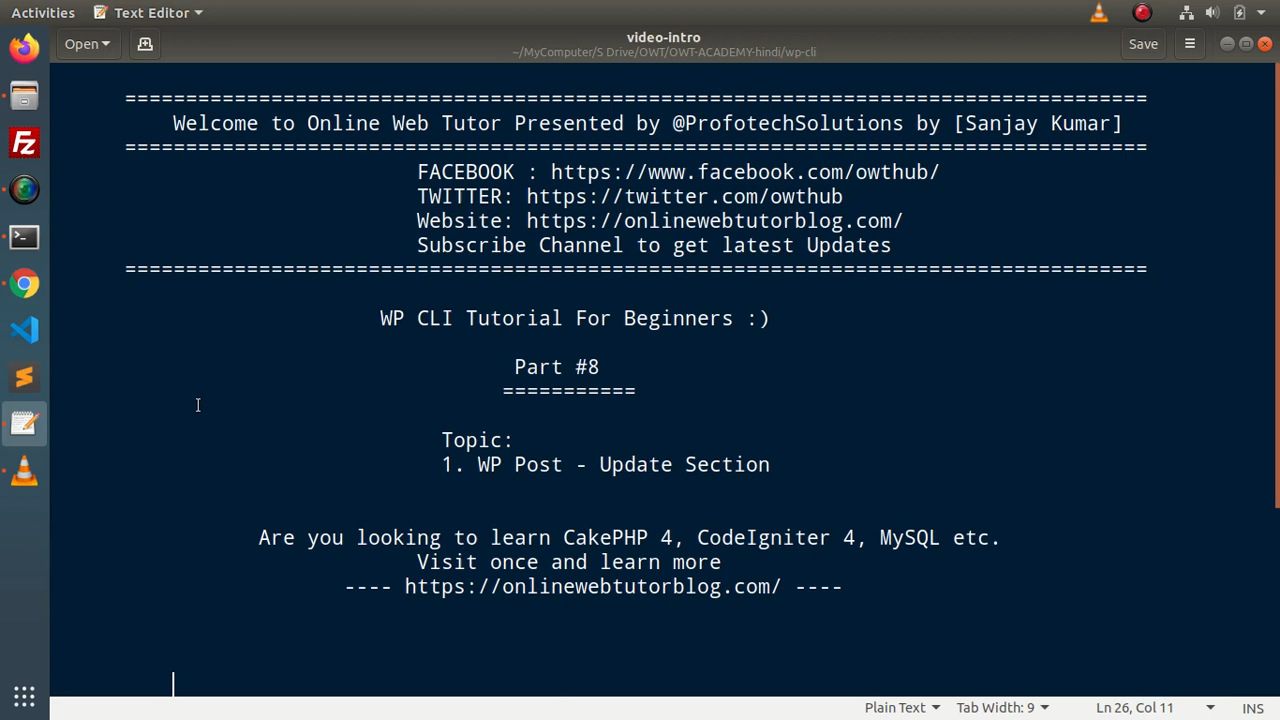 Activities
Text Editor
Open
video-intro
~/MyComputer/S Drive/OWT/OWT-ACADEMY-hindi/wp-cli
Save
====================================================================================
Welcome to Online Web Tutor Presented by @ProfotechSolutions by [Sanjay Kumar]
====================================================================================
FACEBOOK : https://www.facebook.com/owthub/
TWITTER: https://twitter.com/owthub
Website: https://onlinewebtutorblog.com/
Subscribe Channel to get latest Updates
====================================================================================
WP CLI Tutorial For Beginners :)
Part #8
===========
Topic:
1. WP Post - Update Section
Are you looking to learn CakePHP 4, CodeIgniter 4, MySQL etc.
Visit once and learn more
---- https://onlinewebtutorblog.com/ ----
Plain Text
Tab Width: 9
Ln 26, Col 11
INS